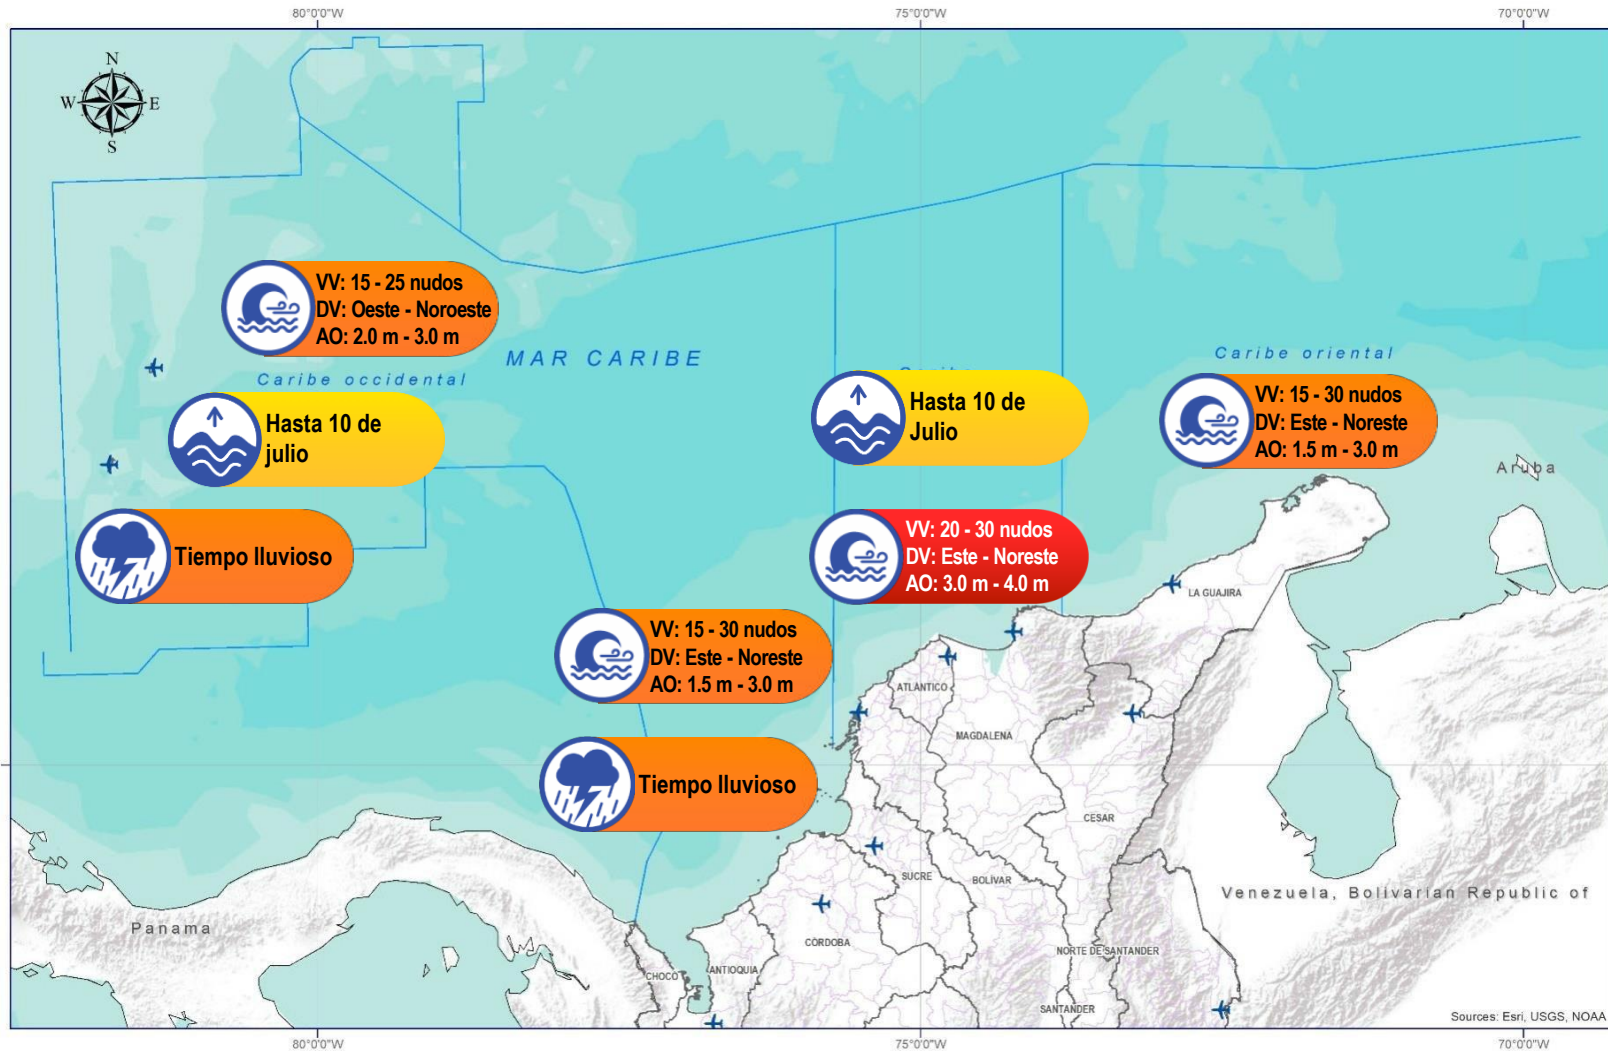 80°0'0"W
75°0'0"W
70°0'0"W
N
W
E
S
VV: 15 - 25 nudos
DV: Oeste - Noroeste
AO: 2.0 m - 3.0 m
MAR CARIBE
Caribe occidental
Hasta 10 de
julio
Tiempo lluvioso
Caribe
Hasta 10 de
Julio
Caribe oriental
VV: 15 - 30 nudos
DV: Este - Noreste
AO: 1.5 m - 3.0 m
Aruba
VV: 20 - 30 nudos
DV: Este - Noreste
AO: 3.0 m - 4.0 m
LA GUAJIRA
VV: 15 - 30 nudos
DV: Este - Noreste
AO: 1.5 m - 3.0 m
ATLÁNTICO
MAGDALENA
Tiempo lluvioso
CESAR
SUCRE
BOLÍVAR
Venezuela, Bolivarian Republic of
Panama
CÓRDOBA
NORTE DE SANTANDER
CHOCÓ
ANTIOQUIA
SANTANDER
Sources: Esri, USGS, NOAA
80°0'0"W
75°0'0"W
70°0'0"W